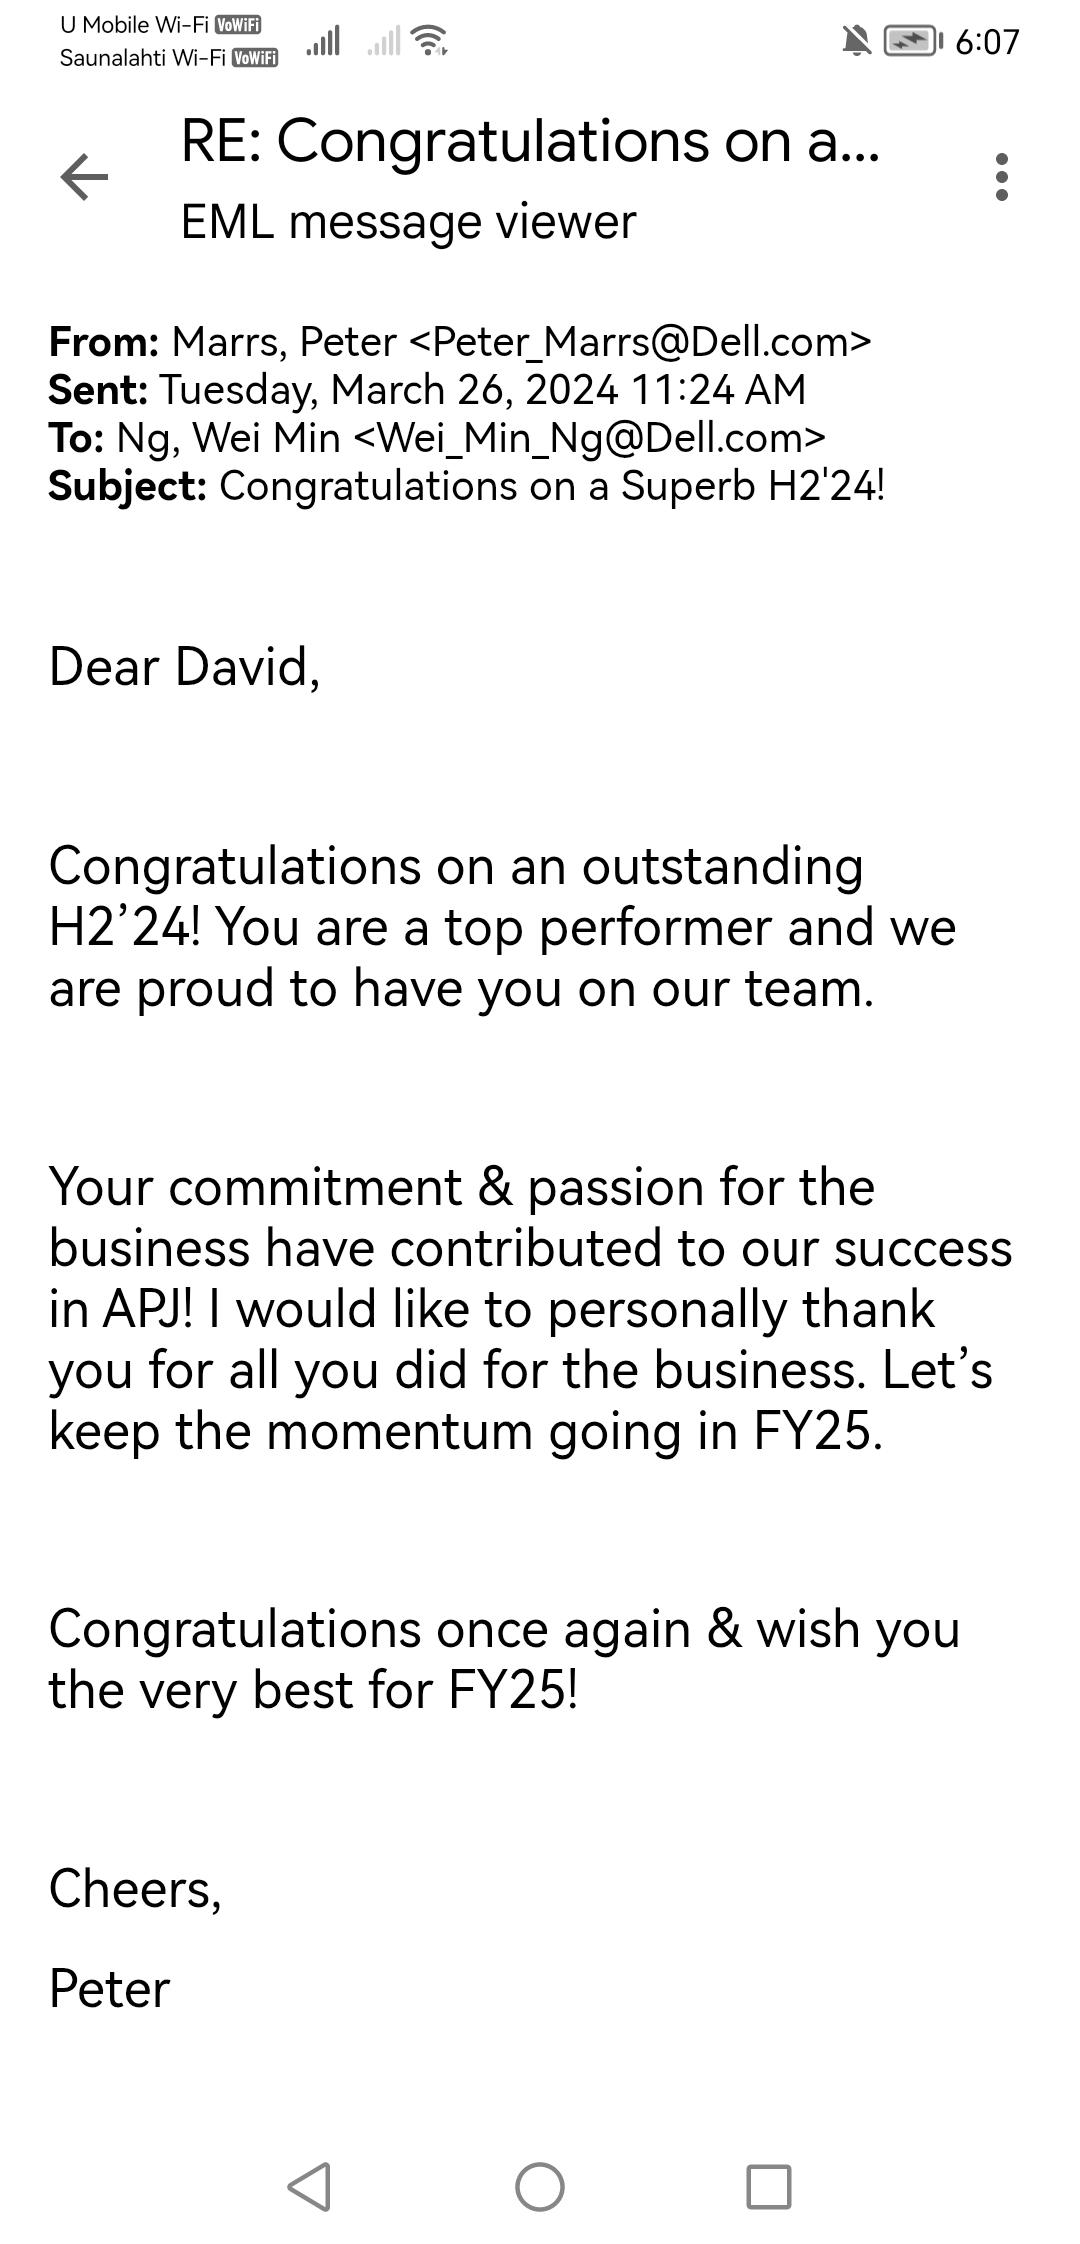 U Mobile Wi-Fi VoWiFi
Saunalahti Wi-Fi VoWiFi
6:07
RE: Congratulations on a...
EML message viewer
From: Marrs, Peter <Peter_Marrs@Dell.com>
Sent: Tuesday, March 26, 2024 11:24 AM
To: Ng, Wei Min <Wei_Min_Ng@Dell.com>
Subject: Congratulations on a Superb H2'24!
Dear David,
Congratulations on an outstanding
H2’24! You are a top performer and we
are proud to have you on our team.
Your commitment & passion for the
business have contributed to our success
in APJ! I would like to personally thank
you for all you did for the business. Let’s
keep the momentum going in FY25.
Congratulations once again & wish you
the very best for FY25!
Cheers,
Peter